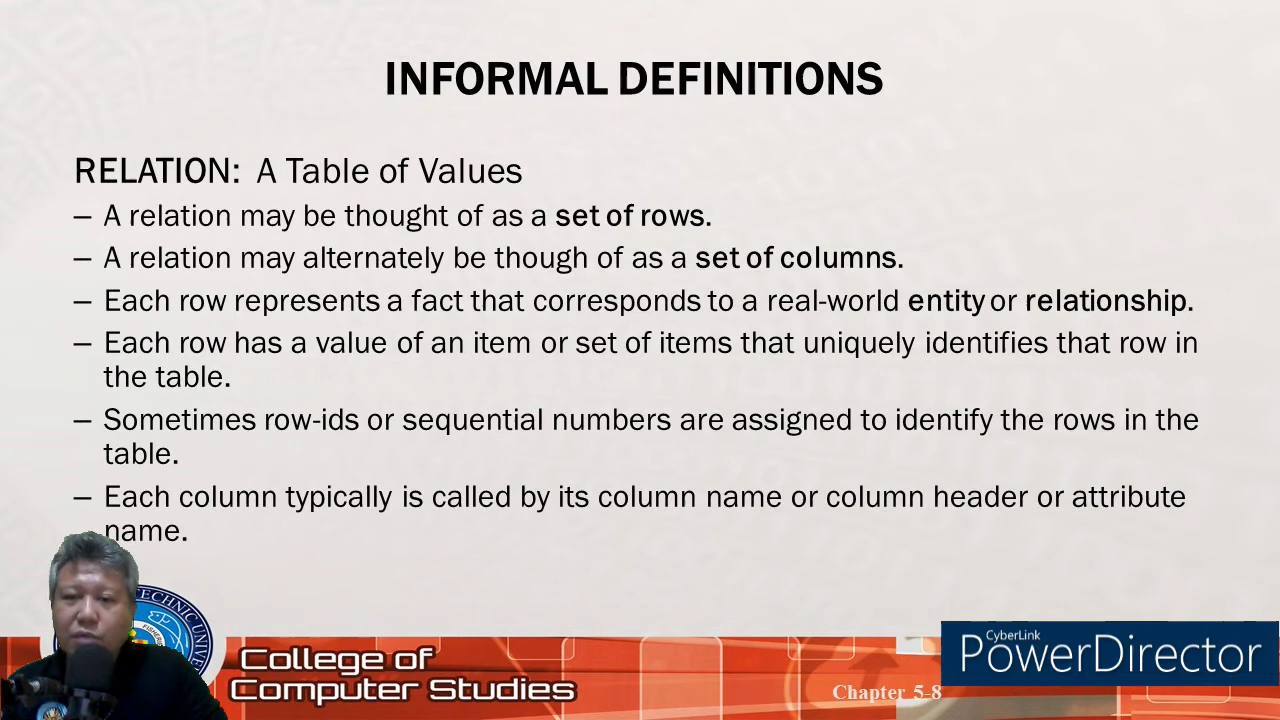 INFORMAL DEFINITIONS
RELATION: A Table of Values
– A relation may be thought of as a set of rows.
– A relation may alternately be though of as a set of columns.
– Each row represents a fact that corresponds to a real-world entity or relationship.
– Each row has a value of an item or set of items that uniquely identifies that row in
the table.
– Sometimes row-ids or sequential numbers are assigned to identify the rows in the
table.
– Each column typically is called by its column name or column header or attribute
name.
College of
Computer Studies
Chapter 5-8
CyberLink
PowerDirector